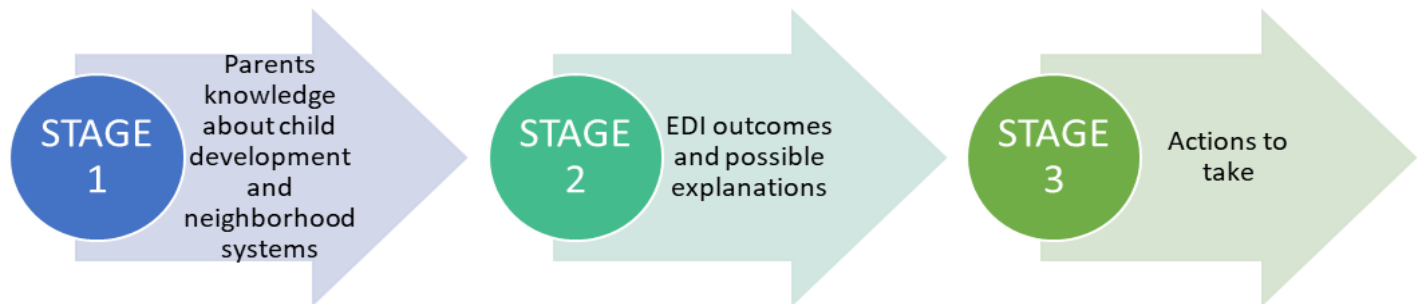 STAGE
1
Parents
knowledge
about child
development
and
neighborhood
systems
STAGE
2
EDI outcomes
and possible
explanations
STAGE
3
Actions to
take